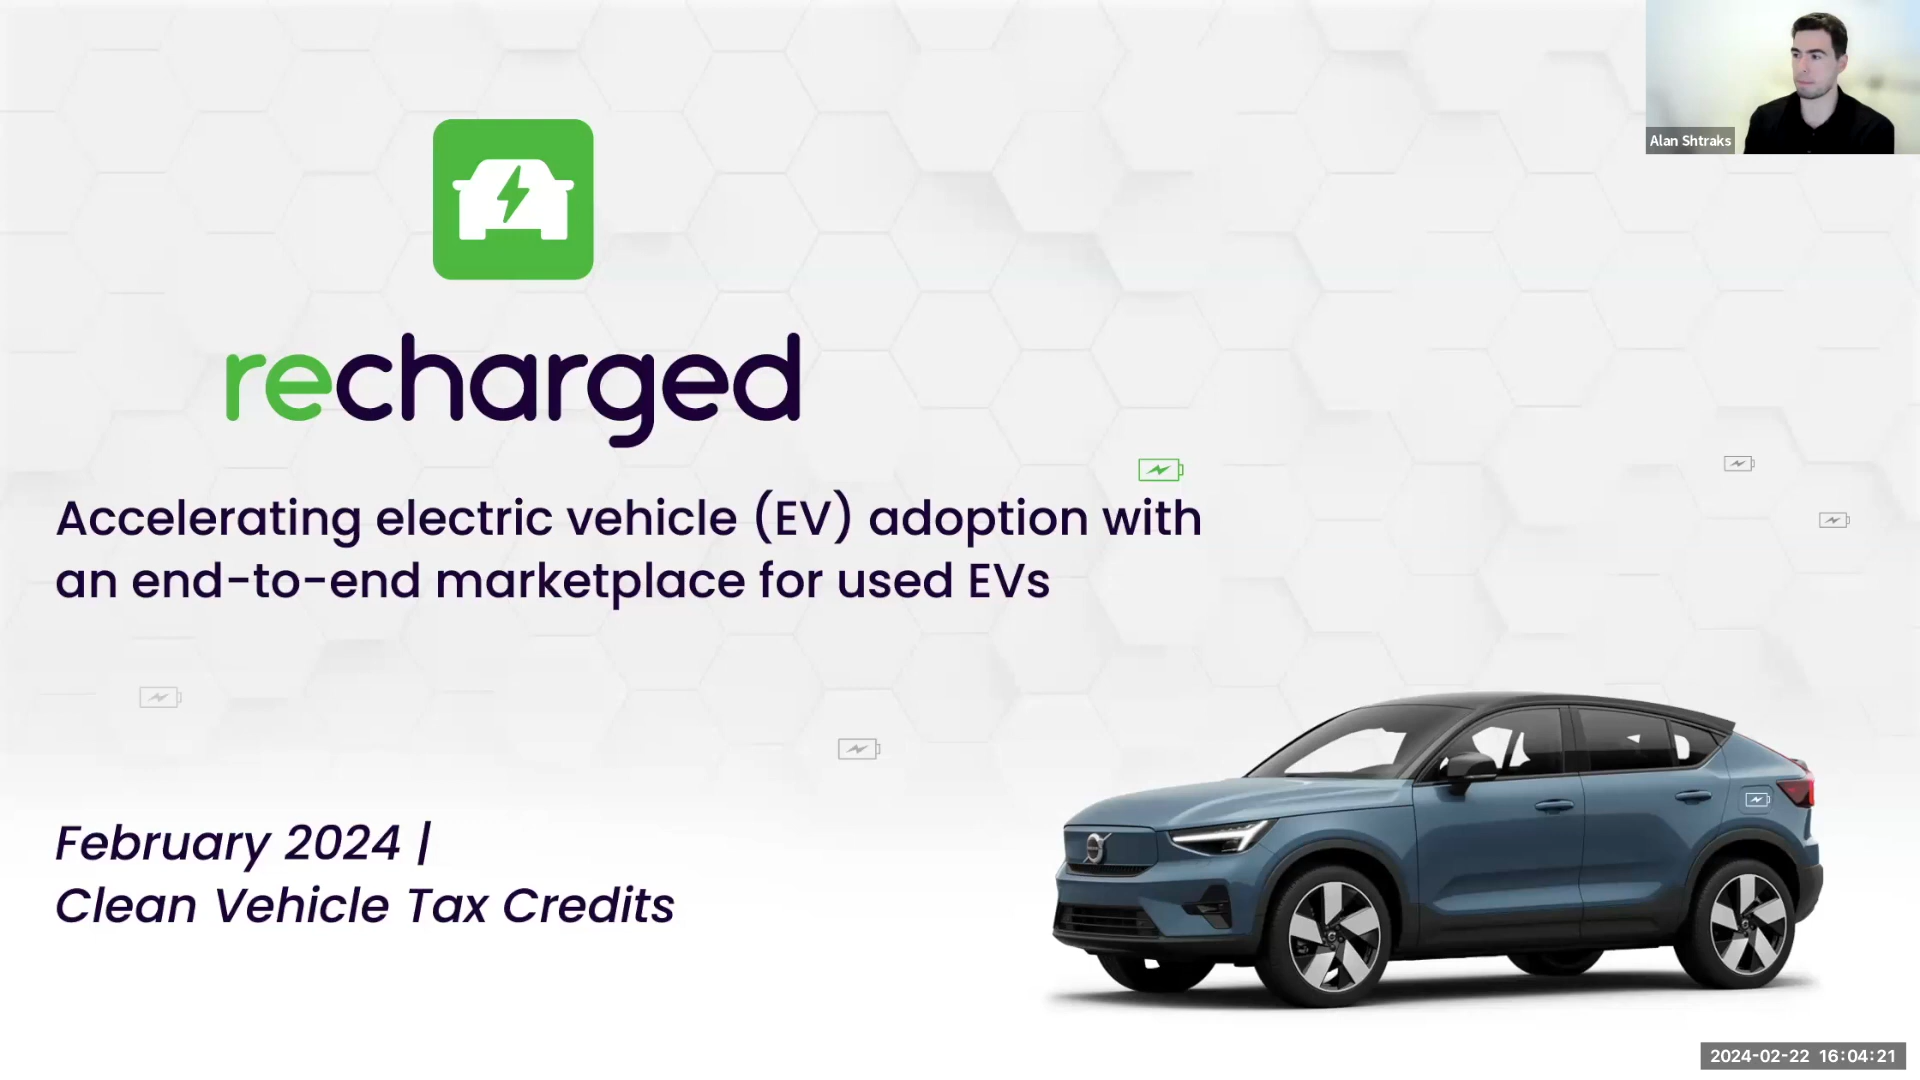 Alan Shtraks
recharged
Accelerating electric vehicle (EV) adoption with
an end-to-end marketplace for used EVs
February 2024 |
Clean Vehicle Tax Credits
2024-02-22 16:04:21